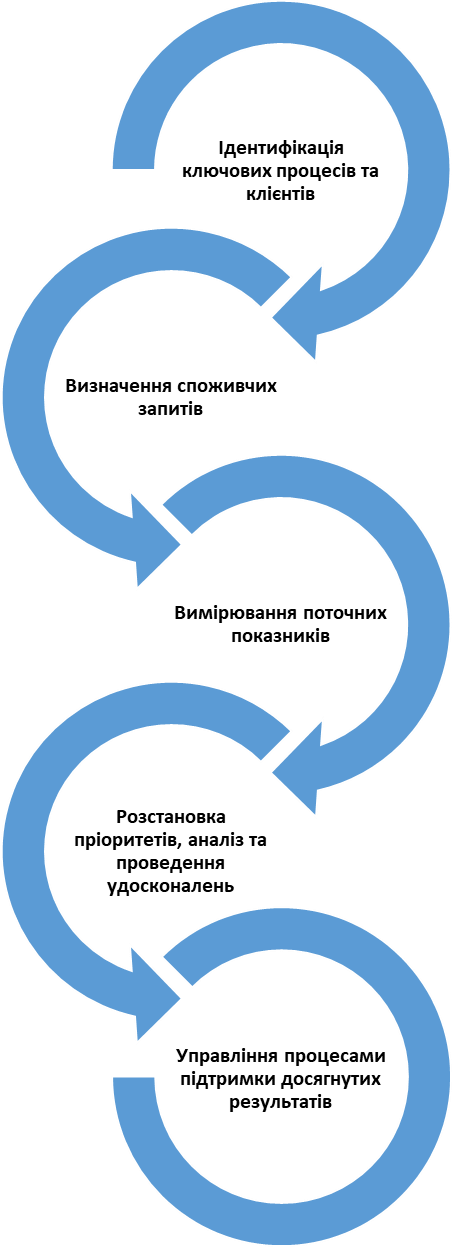 Ідентифікація
ключових процесів та
клієнтів
Визначення споживчих
запитів
Вимірювання поточних
показників
Розстановка
пріоритетів, аналіз та
проведення
удосконалень
Управління процесами
підтримки досягнутих
результатів